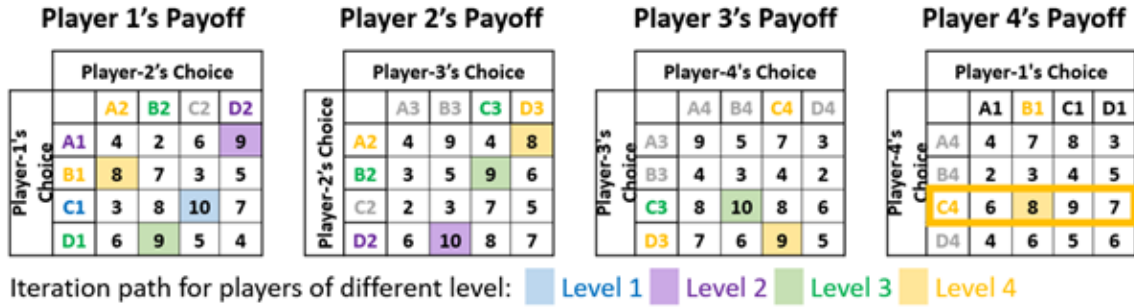 Player 1's Payoff Player 2's Payoff Player 3's Payoff Player 4's Payoff
Player-2's Choice Player-3's Choice Player-4's Choice Player-1's Choice
Player-1's Choice Player-2's Choice Player-3's Choice Player-4's Choice
A2 B2 C2 D2 A3 B3 C3 D3 A4 B4 C4 D4 A1 B1 C1 D1
A1 4 2 6 9 A2 4 9 4 8 A3 9 5 7 3 A4 4 7 8 3
B1 8 7 3 5 B2 3 5 9 6 B3 4 3 4 2 B4 2 3 4 5
C1 3 8 10 7 C2 2 3 7 5 C3 8 10 8 6 C4 6 8 9 7
D1 6 9 5 4 D2 6 10 8 7 D3 7 6 9 5 D4 4 6 5 6
Iteration path for players of different level: Level 1 Level 2 Level 3 Level 4